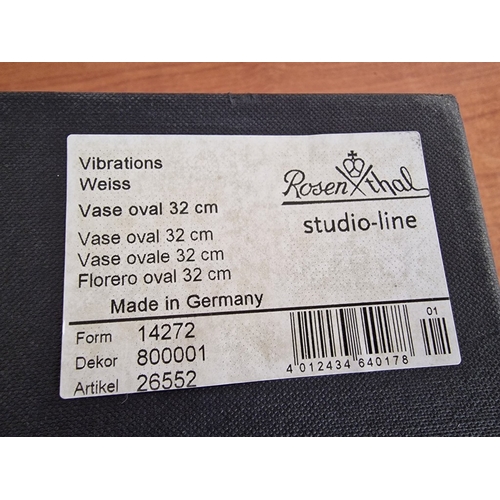 Vibrations
Weiss
Vase oval 32 cm
Vase oval 32 cm
Vase ovale 32 cm
Florero oval 32 cm
Made in Germany
Form 14272
Dekor 800001
Artikel 26552
Rosenthal
studio-line
01
4 012434 640178